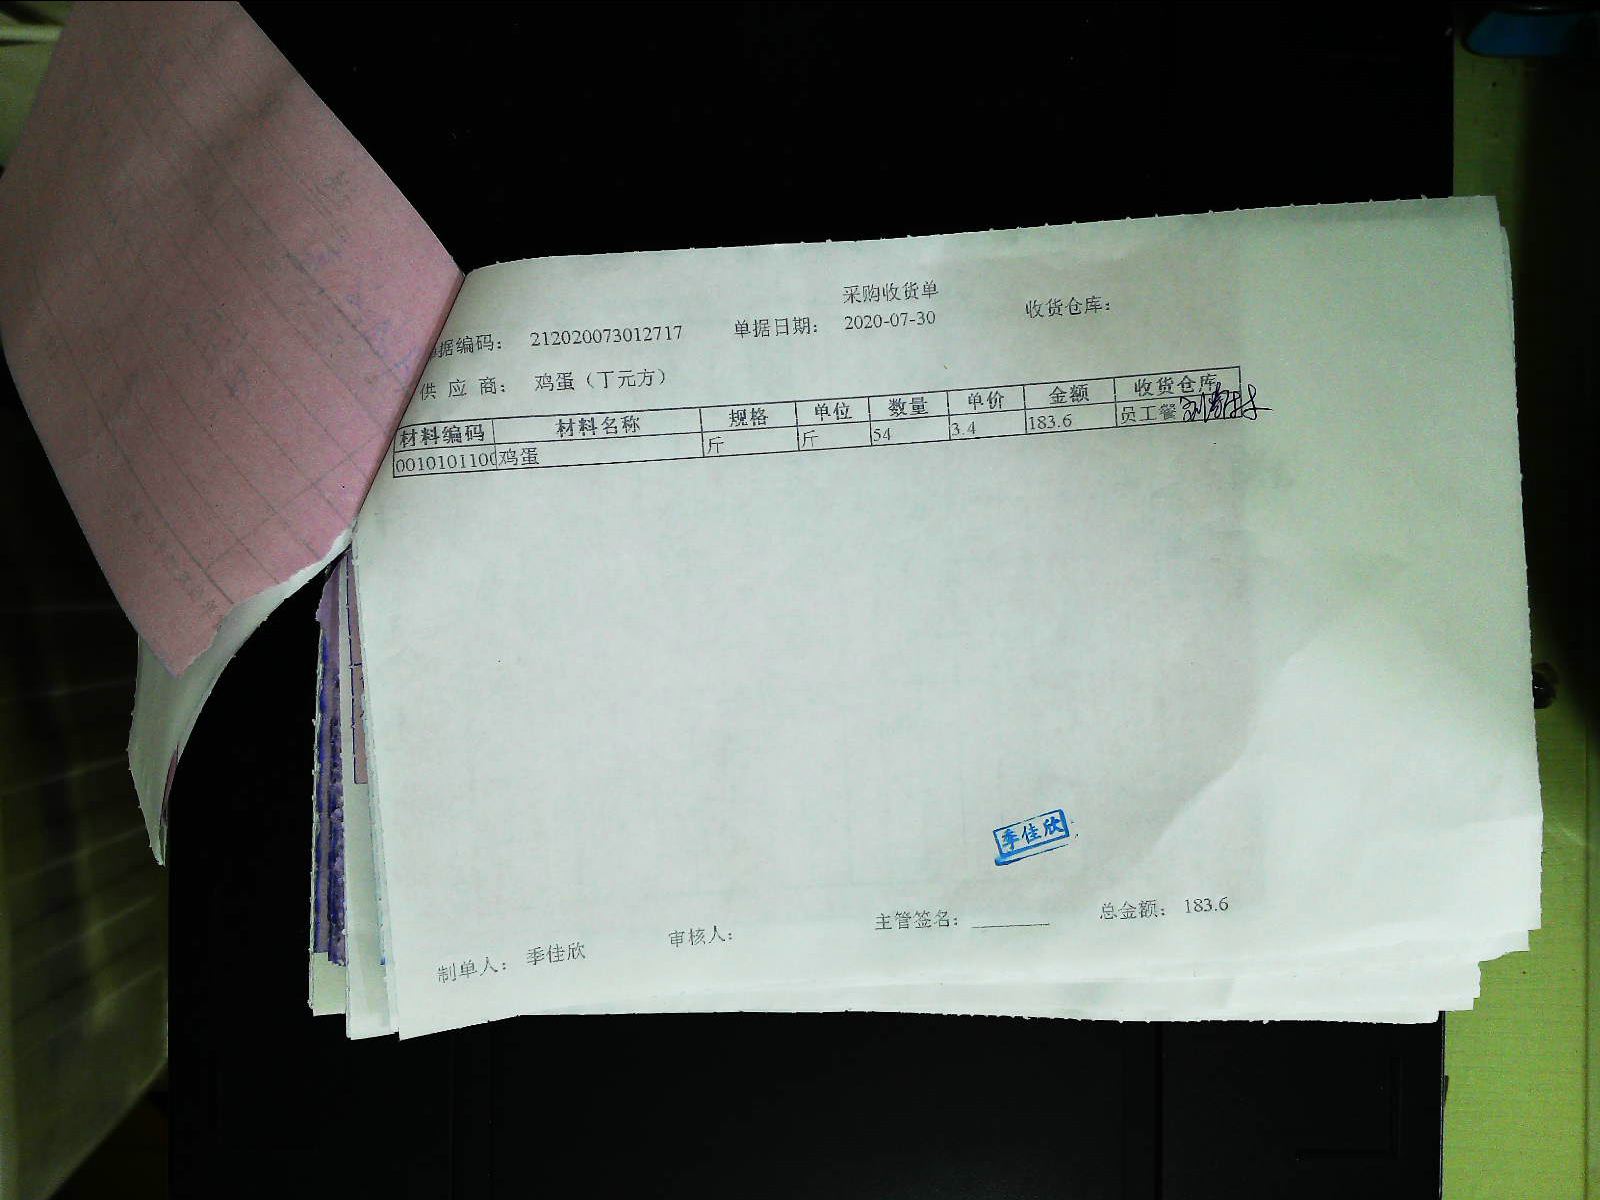 采购收货单
单据编码： 212020073012717 单据日期： 2020-07-30 收货仓库：
供 应 商： 鸡蛋（丁元方）
材料编码 材料名称 规格 单位 数量 单价 金额 收货仓库
0010101100 鸡蛋 斤 斤 54 3.4 183.6 员工餐
季佳欣
制单人： 季佳欣 审核人： 主管签名： 总金额： 183.6